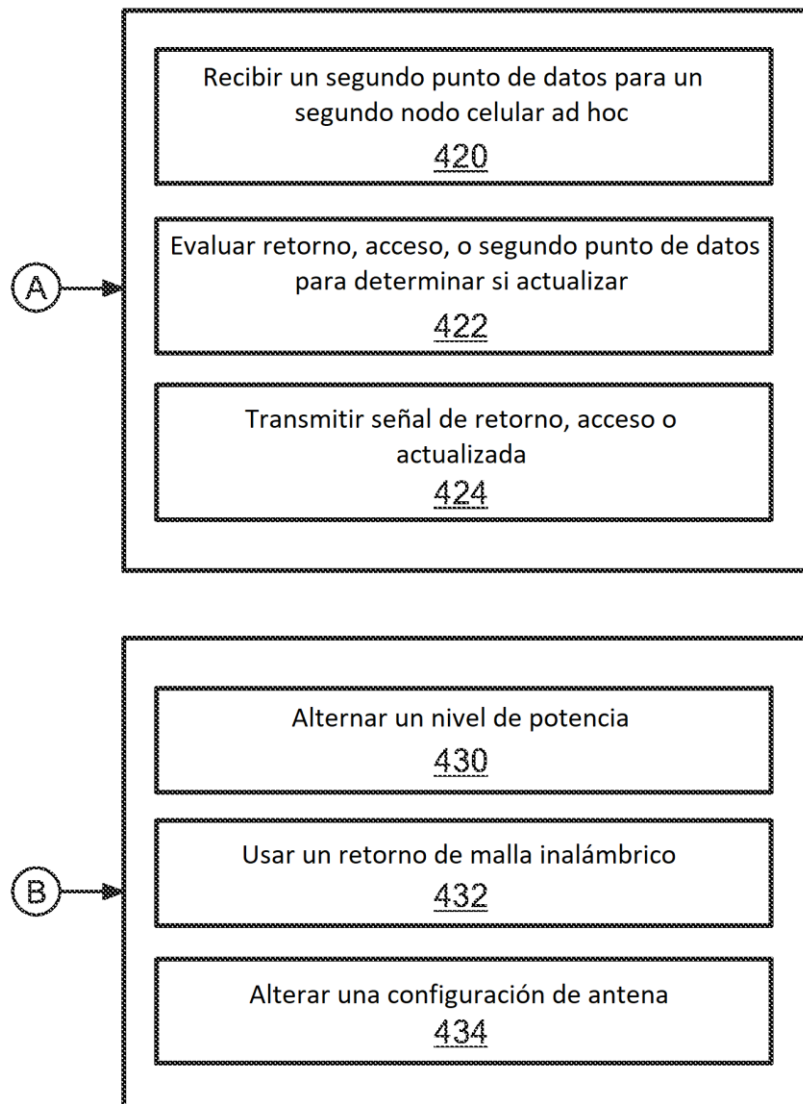 Recibir un segundo punto de datos para un
segundo nodo celular ad hoc
420
Evaluar retorno, acceso, o segundo punto de datos
para determinar si actualizar
422
A
Transmitir señal de retorno, acceso o
actualizada
424
Alternar un nivel de potencia
430
Usar un retorno de malla inalámbrico
432
B
Alterar una configuración de antena
434